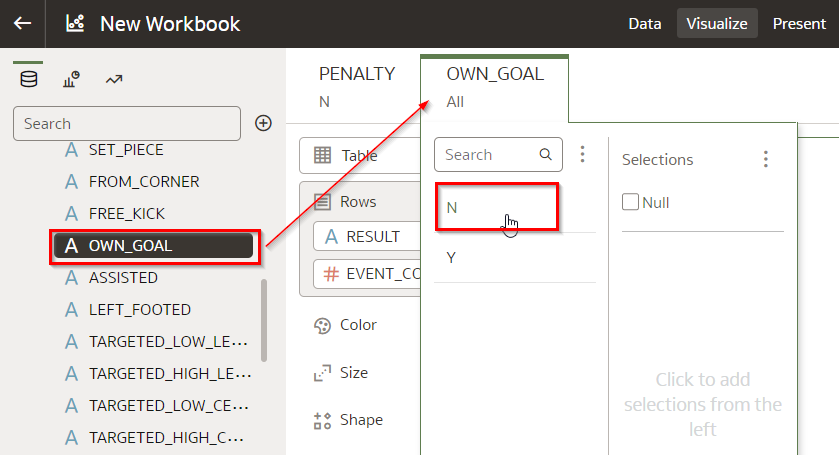 New Workbook
Data
Visualize
Present
Search
SET_PIECE
FROM_CORNER
FREE_KICK
OWN_GOAL
ASSISTED
LEFT_FOOTED
TARGETED_LOW_LE...
TARGETED_HIGH_LE...
TARGETED_LOW_CE...
TARGETED_HIGH_C...
PENALTY
N
OWN_GOAL
All
Table
Rows
A RESULT
# EVENT_CO
Color
Size
Shape
Search
N
Y
Selections
Null
Click to add
selections from the
left